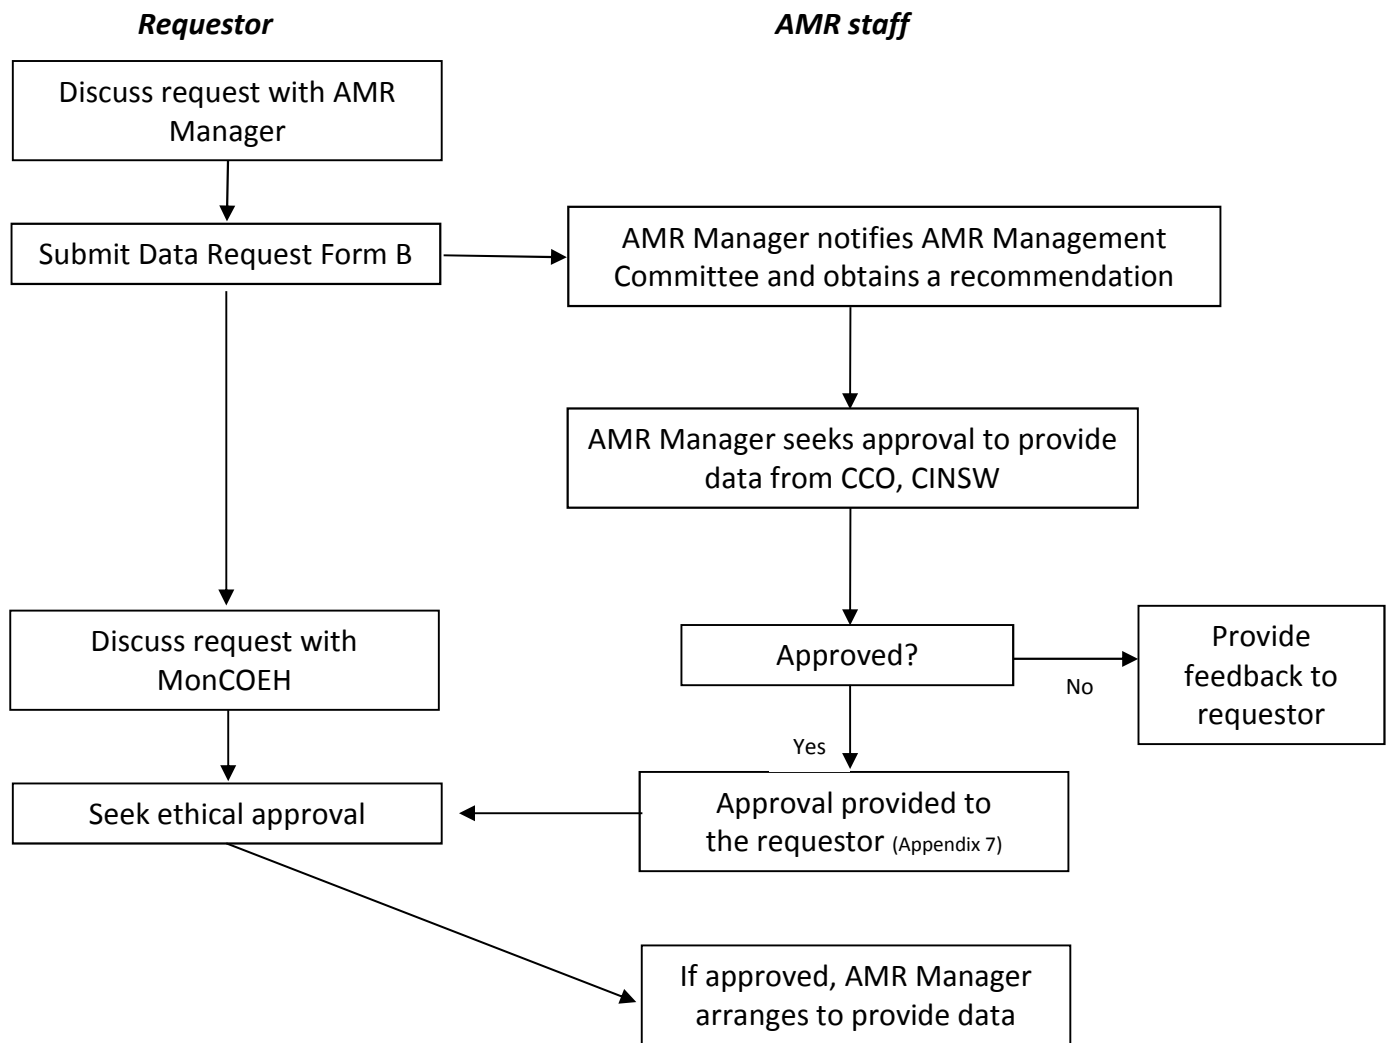 Requestor
AMR staff
Discuss request with AMR
Manager
Submit Data Request Form B
AMR Manager notifies AMR Management
Committee and obtains a recommendation
AMR Manager seeks approval to provide
data from CCO, CINSW
Discuss request with
MonCOEH
Approved?
No
Provide
feedback to
requestor
Yes
Seek ethical approval
Approval provided to
the requestor (Appendix 7)
If approved, AMR Manager
arranges to provide data